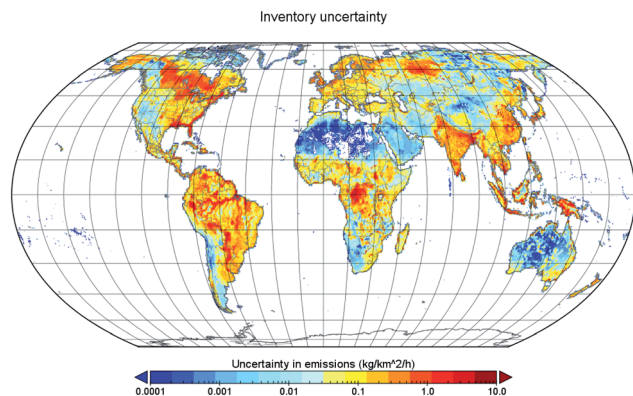 Inventory uncertainty
Uncertainty in emissions (kg/km^2/h)
0.0001 0.001 0.01 0.1 1.0 10.0